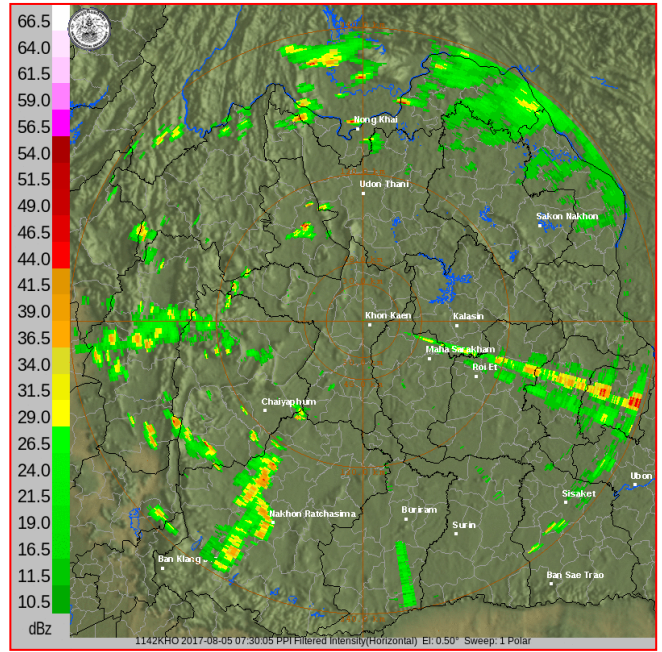 66.5
64.0
61.5
59.0
56.5
54.0
51.5
49.0
46.5
44.0
41.5
39.0
36.5
34.0
31.5
29.0
26.5
24.0
21.5
19.0
16.5
11.5
10.5
dBz
Nong Khai
Udon Thani
Sakon Nakhon
Khon Kaen
Kalasin
Maha Sarakham
Roi Et
Chaiyaphum
Ubon
Sisaket
Buriram
Nakhon Ratchasima
Surin
Ban Klang
Ban Sae Trao
1142KHO 2017-08-05 07:30:05 PPI Filtered Intensity(Horizontal) El: 0.50° Sweep: 1 Polar